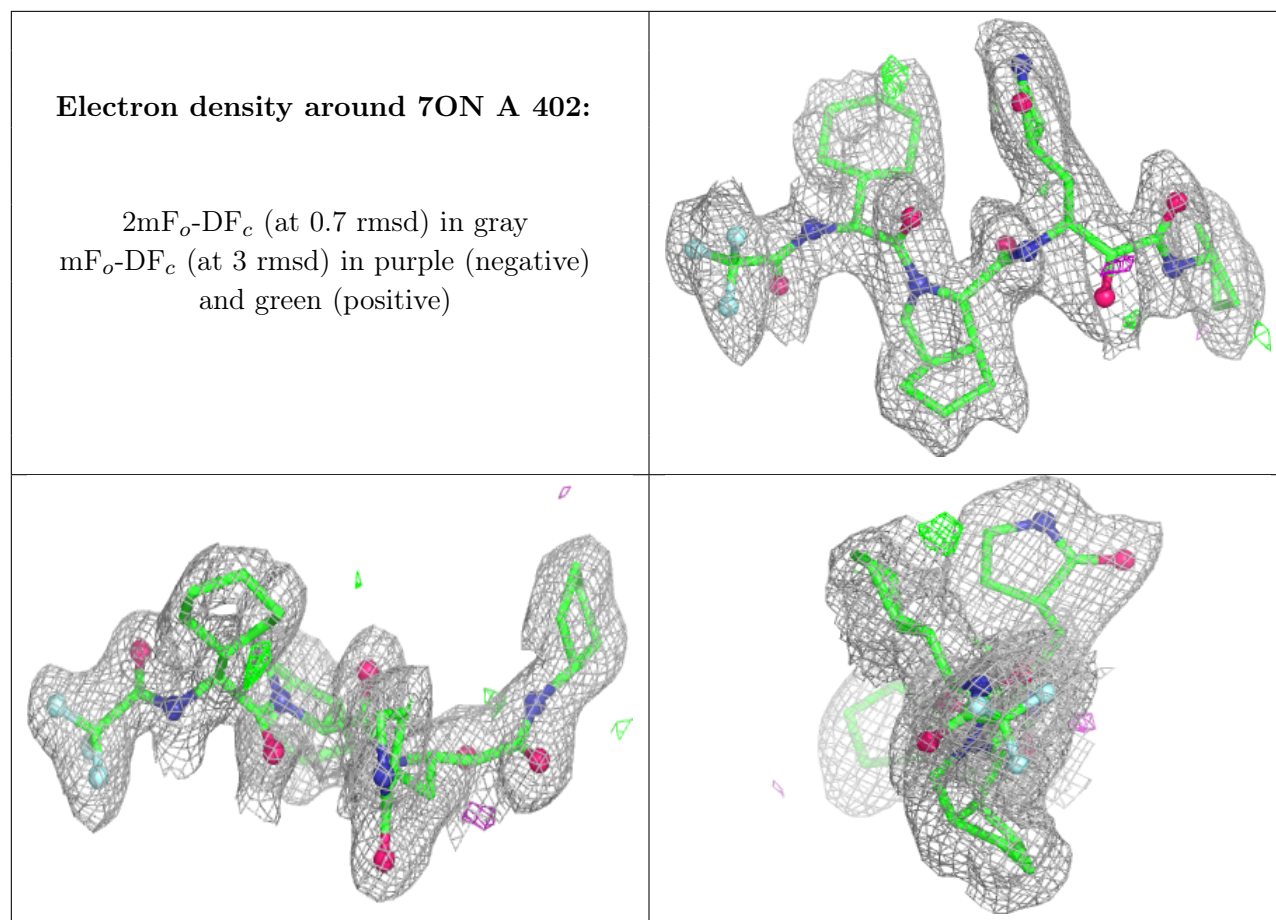 Electron density around 7ON A 402:
2mFo-DFc (at 0.7 rmsd) in gray
mFo-DFc (at 3 rmsd) in purple (negative)
and green (positive)